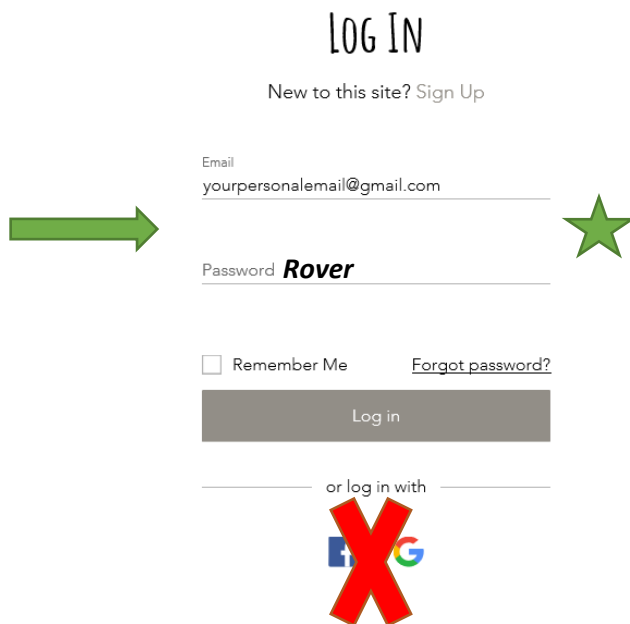 Log In
New to this site? Sign Up
Email
yourpersonalemail@gmail.com
Password Rover
Remember Me Forgot password?
Log in
or log in with